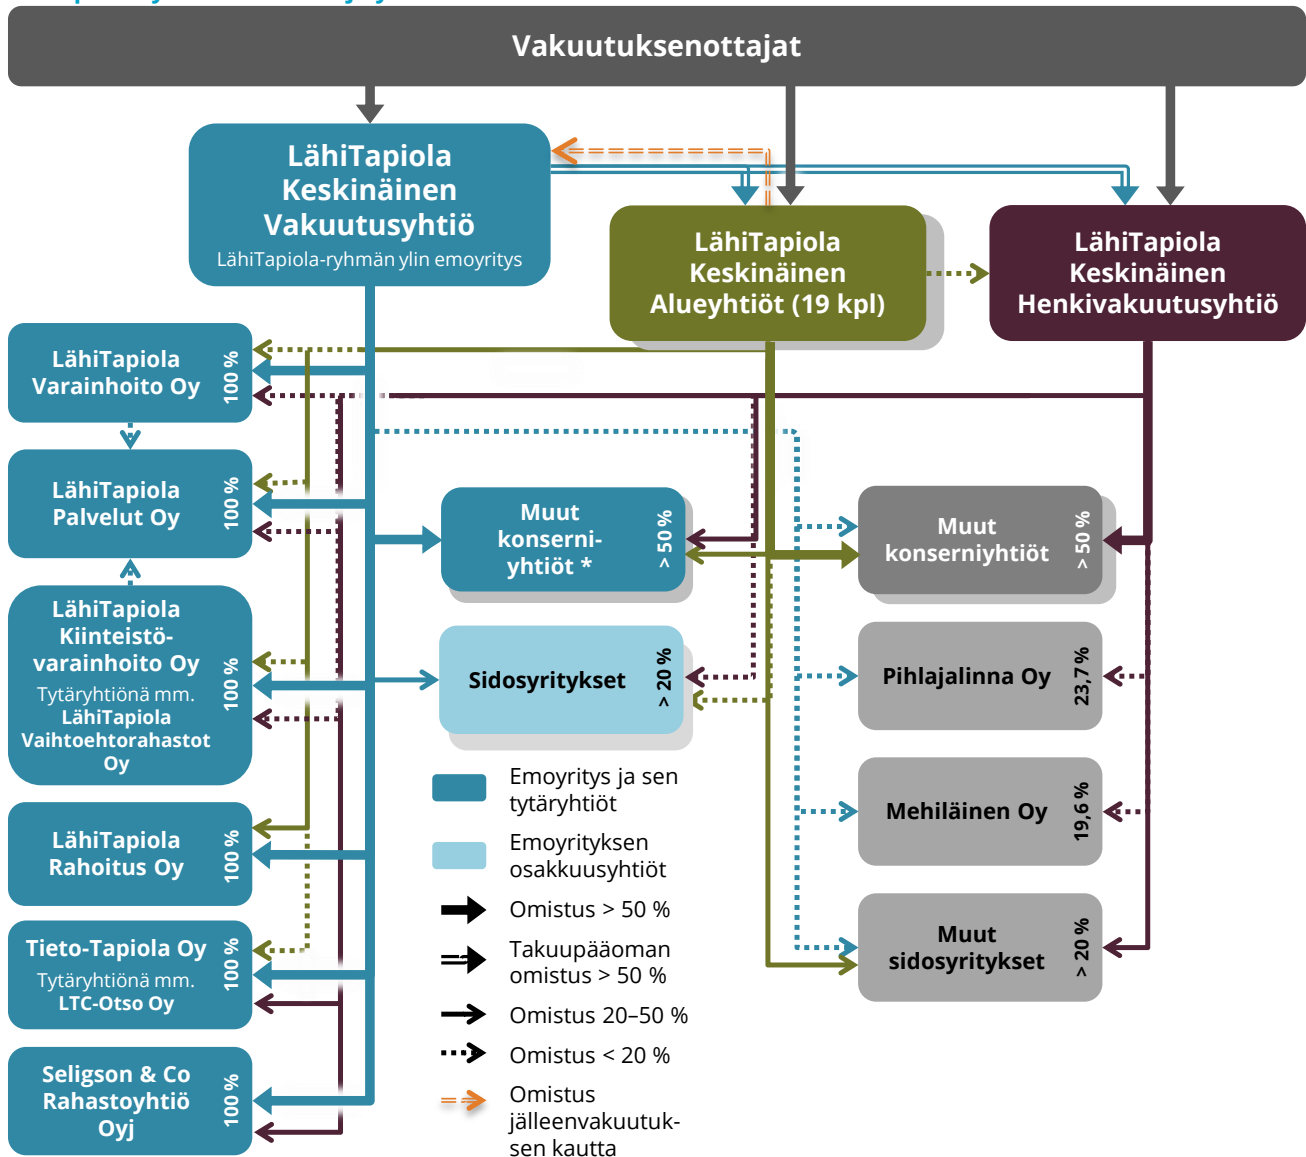 Vakuutuksenottajat
LähiTapiola
Keskinäinen
Vakuutusyhtiö
LähiTapiola-ryhmän ylin emoyritys
LähiTapiola
Keskinäinen
Alueyhtiöt (19 kpl)
LähiTapiola
Keskinäinen
Henkivakuutusyhtiö
LähiTapiola
Varainhoito Oy
100 %
LähiTapiola
Palvelut Oy
100 %
LähiTapiola
Kiinteistö-
varainhoito Oy
Tytäryhtiönä mm.
LähiTapiola
Vaihtoehtorahastot
Oy
100 %
LähiTapiola
Rahoitus Oy
100 %
Tieto-Tapiola Oy
Tytäryhtiönä mm.
LTC-Otso Oy
100 %
Seligson & Co
Rahastoyhtiö
Oyj
100 %
Muut
konserni-
yhtiöt *
> 50 %
Sidosyritykset
> 20 %
Muut
konserniyhtiöt
> 50 %
Pihlajalinna Oy
23,7 %
Mehiläinen Oy
19,6 %
Muut
sidosyritykset
> 20 %
Emoyritys ja sen
tytäryhtiöt
Emoyrityksen
osakkuusyhtiöt
Omistus > 50 %
Takuupääoman
omistus > 50 %
Omistus 20–50 %
Omistus < 20 %
Omistus
jälleenvakuutuk-
sen kautta